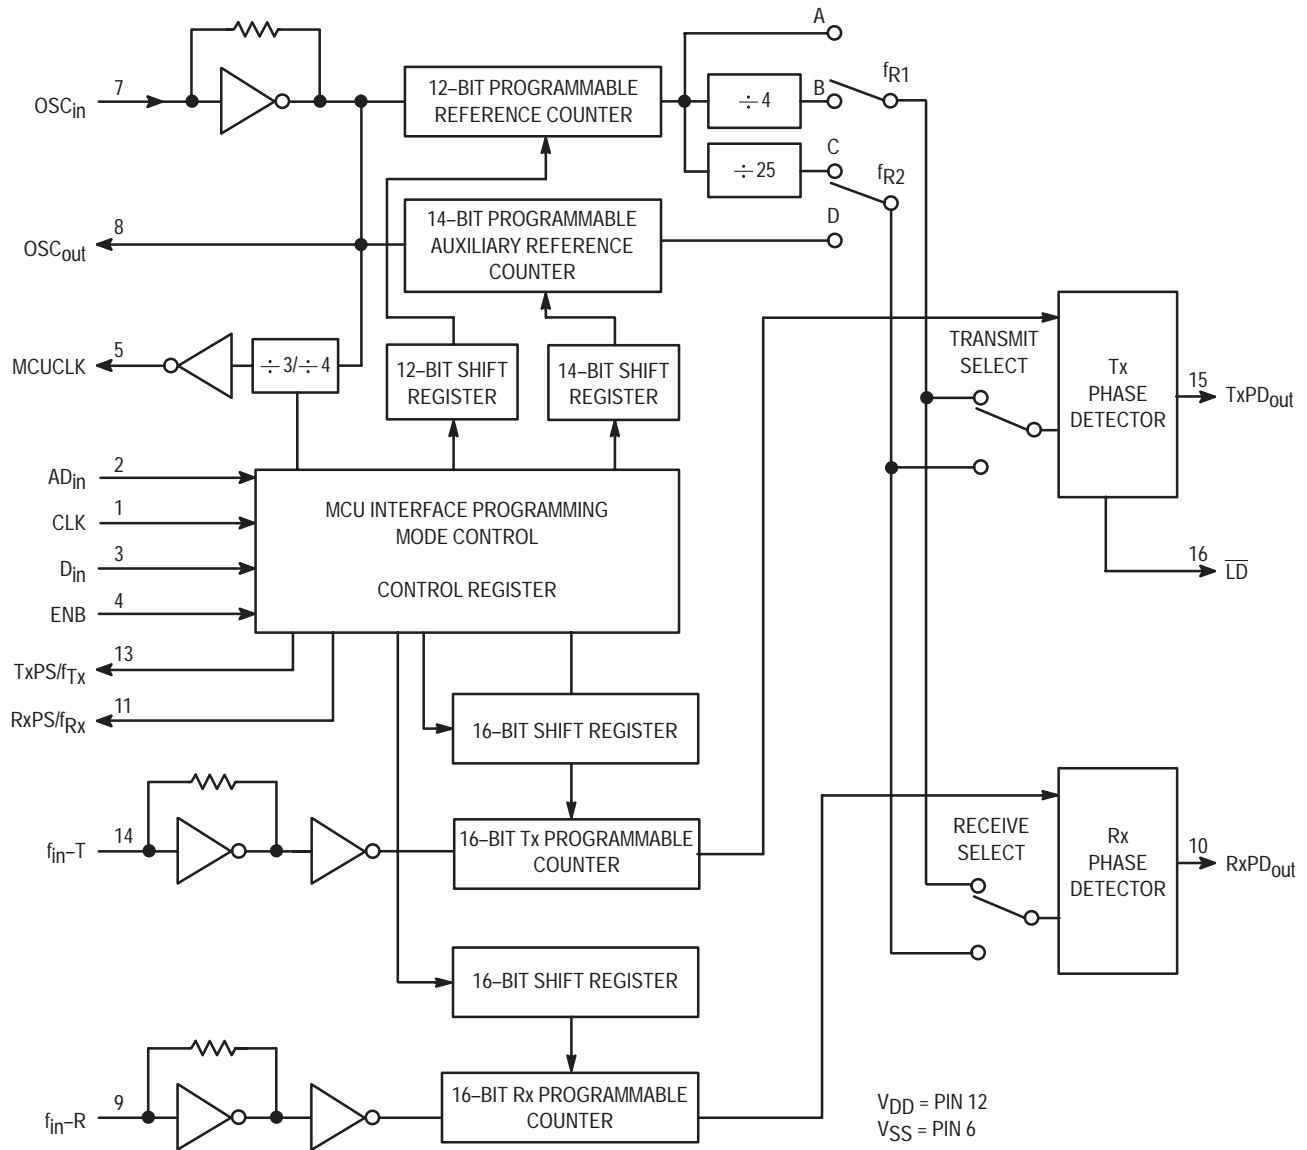 A
7
OSCin
12–BIT PROGRAMMABLE
REFERENCE COUNTER
÷ 4
B
fR1
÷ 25
C
fR2
8
OSCout
14–BIT PROGRAMMABLE
AUXILIARY REFERENCE
COUNTER
D
5
MCUCLK
÷ 3/÷ 4
12–BIT SHIFT
REGISTER
14–BIT SHIFT
REGISTER
TRANSMIT
SELECT
Tx
PHASE
DETECTOR
15
TxPDout
2
ADin
1
CLK
3
Din
4
ENB
MCU INTERFACE PROGRAMMING
MODE CONTROL
CONTROL REGISTER
16
LD
13
TxPS/fTx
11
RxPS/fRx
16–BIT SHIFT REGISTER
14
fin–T
16–BIT Tx PROGRAMMABLE
COUNTER
RECEIVE
SELECT
Rx
PHASE
DETECTOR
10
RxPDout
16–BIT SHIFT REGISTER
9
fin–R
16–BIT Rx PROGRAMMABLE
COUNTER
VDD = PIN 12
VSS = PIN 6